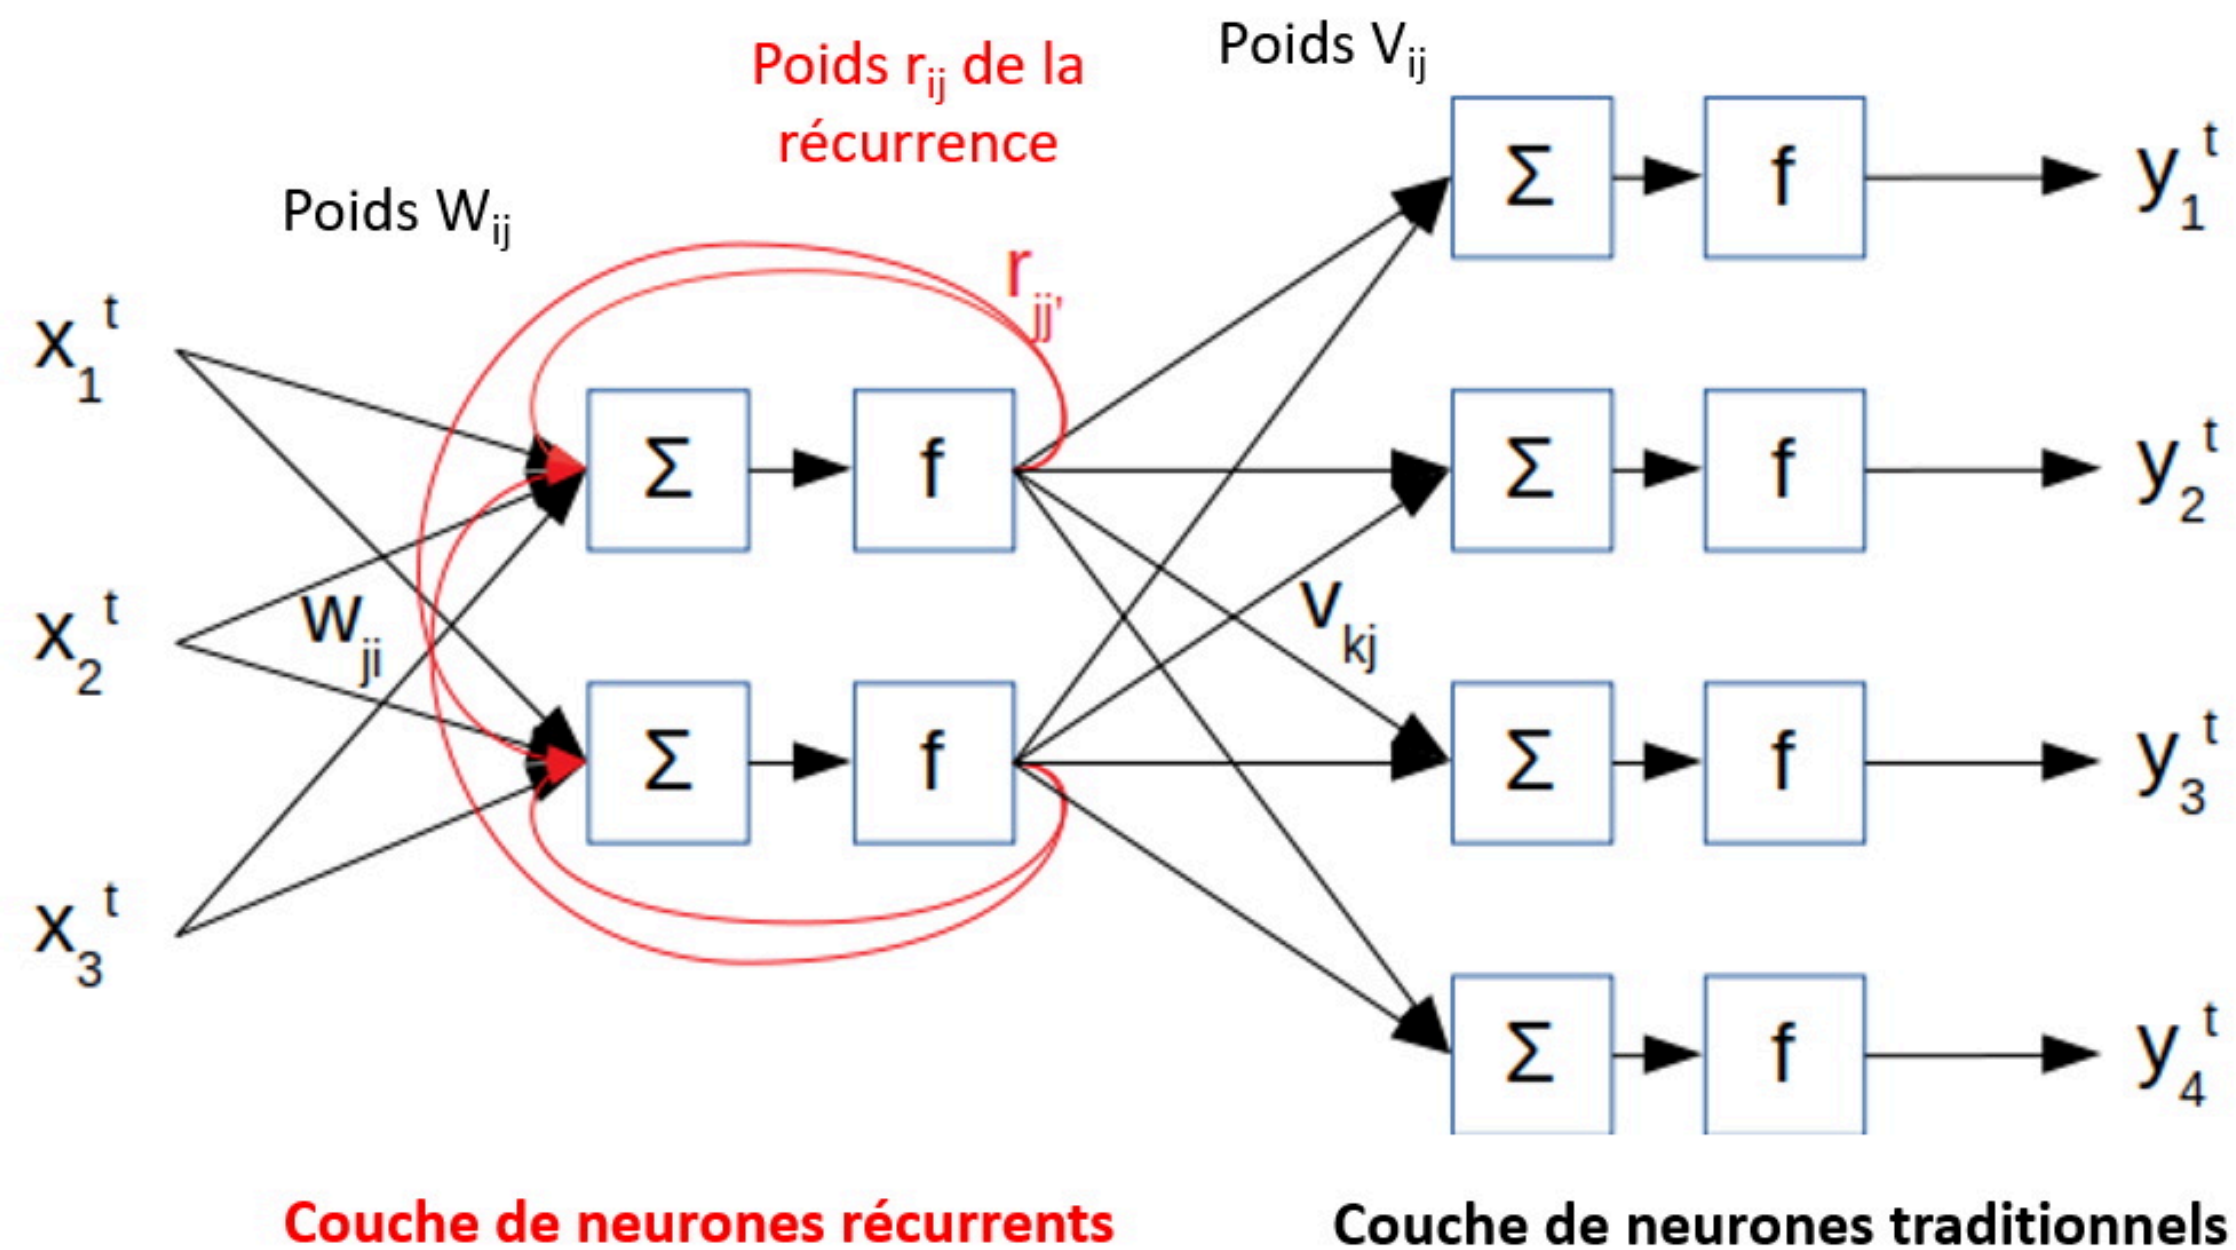 Poids Vij
Poids rij de la
récurrence
Poids Wij
rjj'
x1t
x2t
x3t
wji
vkj
Σ f
Σ f
Σ f y1t
Σ f y2t
Σ f y3t
Σ f y4t
Couche de neurones récurrents
Couche de neurones traditionnels